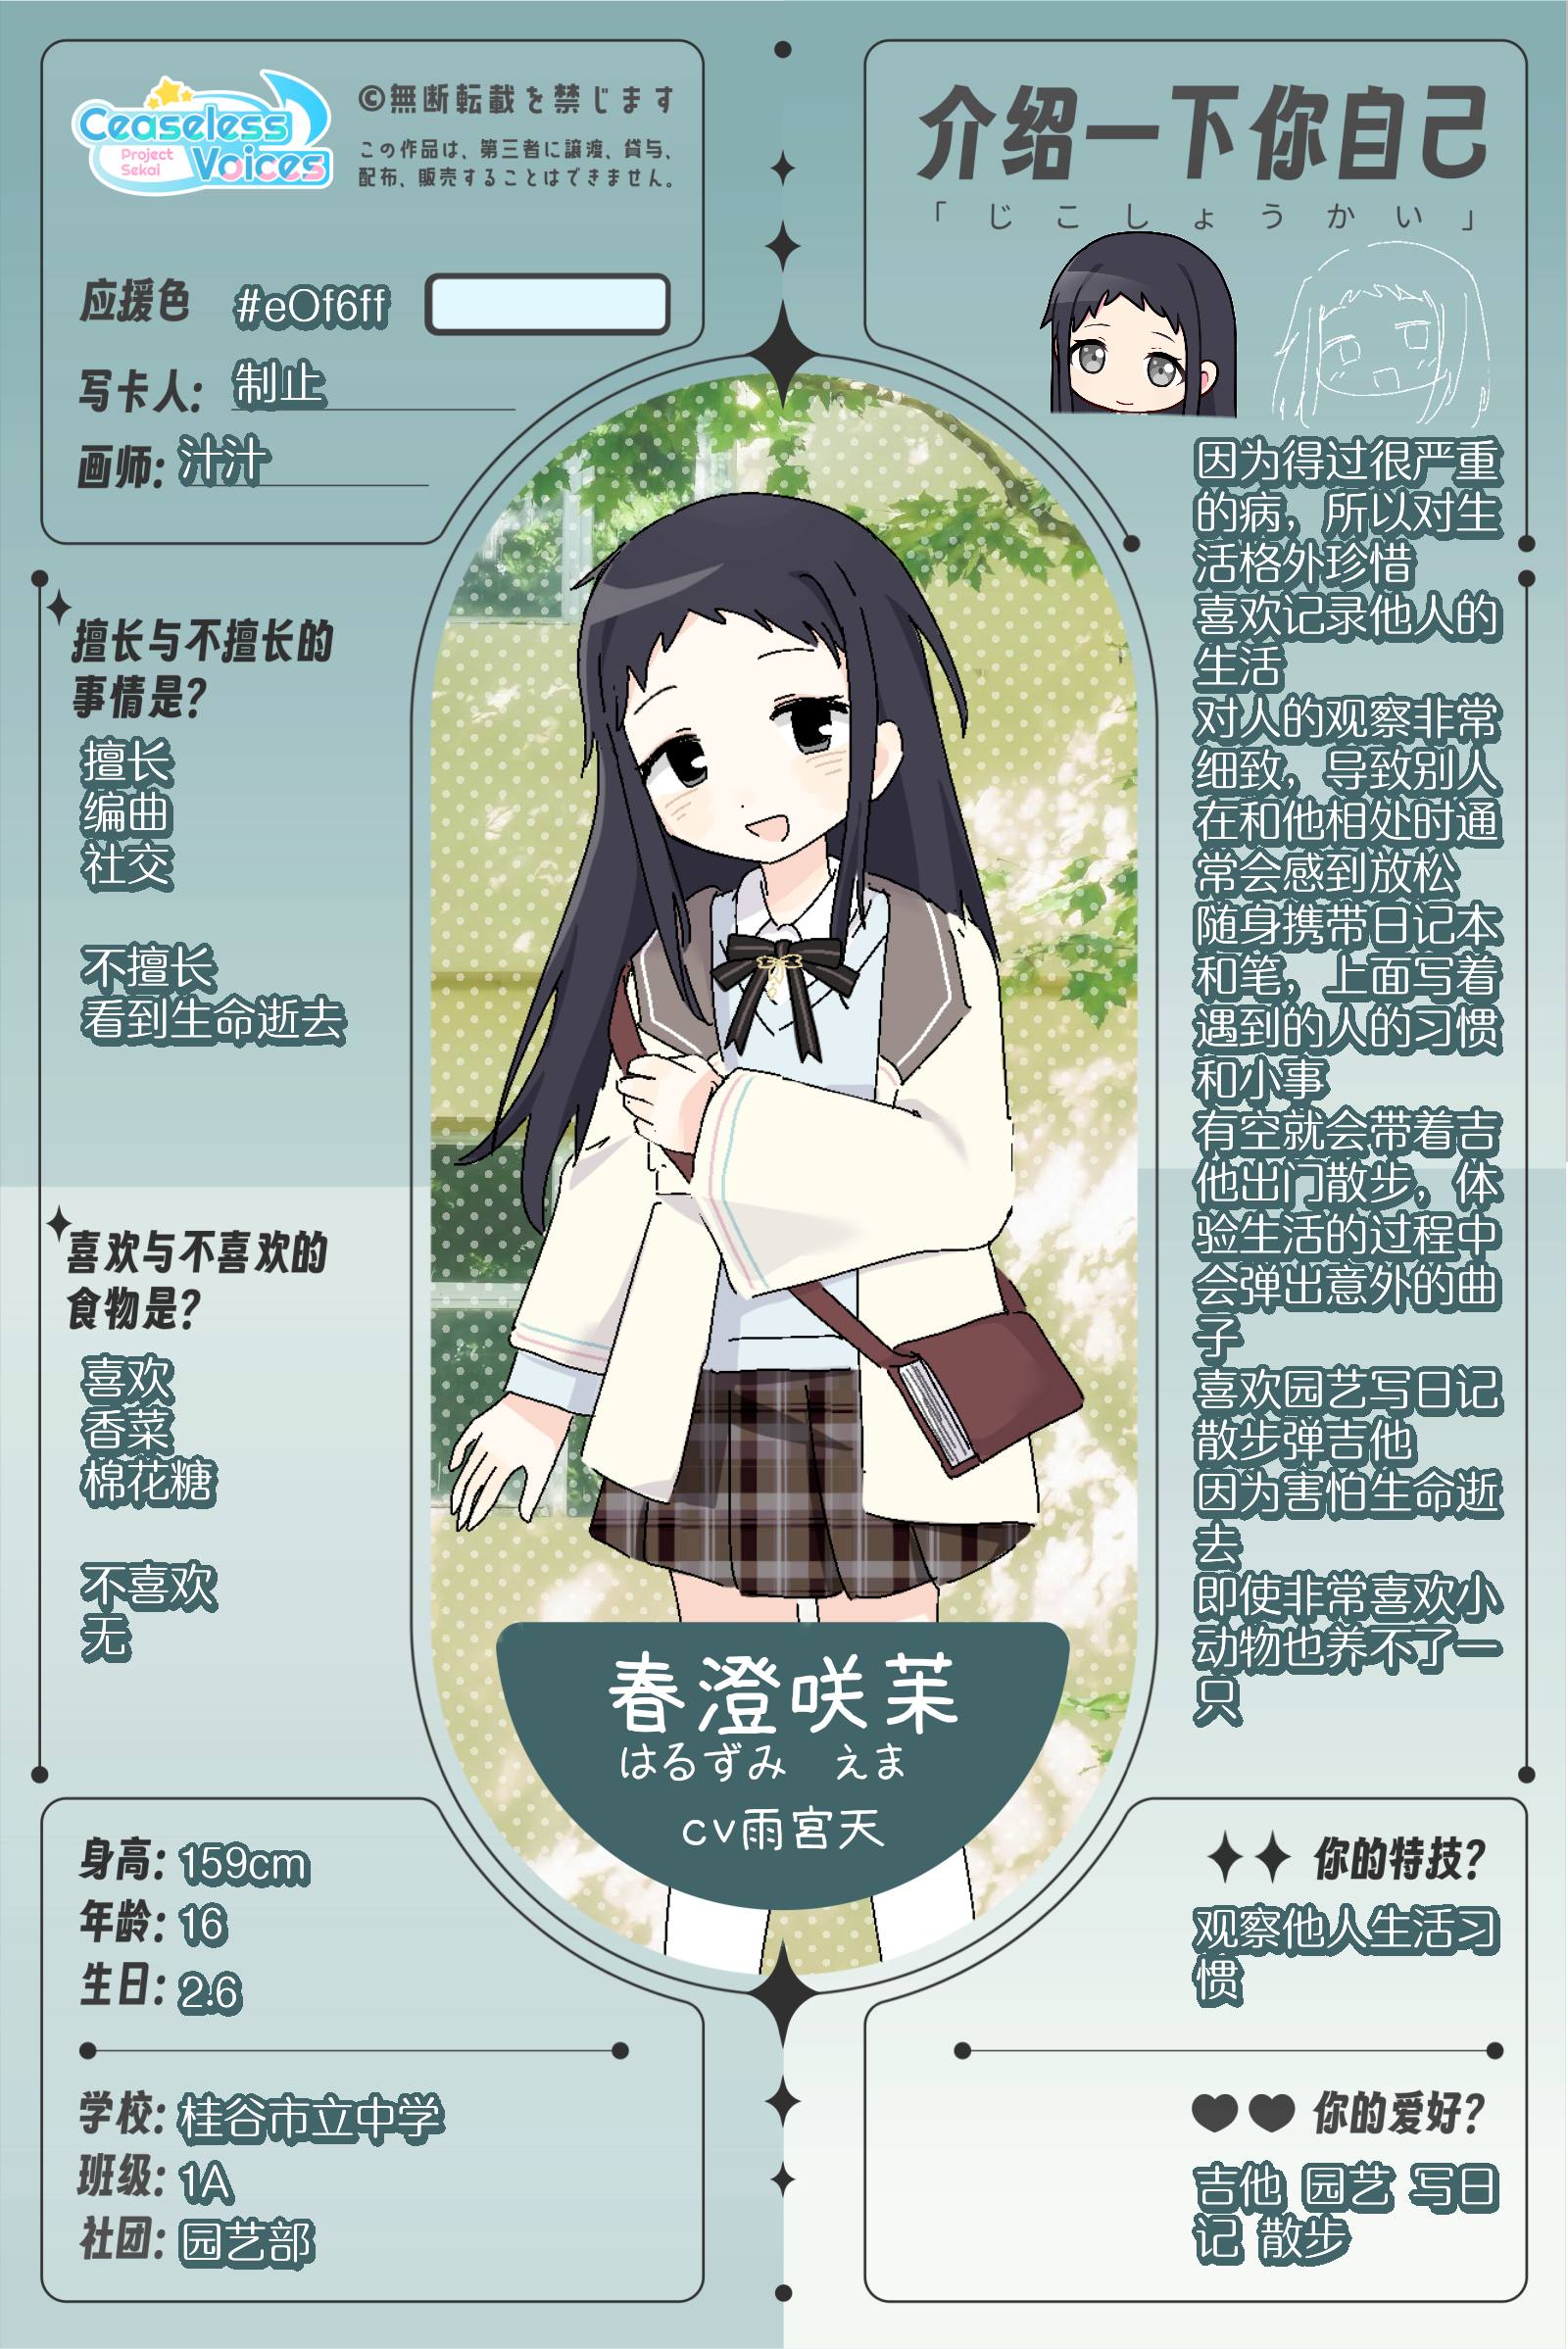 Ceaseless
Project
Sekai
Voices
©無断転載を禁じます
この作品は、第三者に譲渡、貸与、
配布、販売することはできません。
应援色 #e0f6ff
写卡人: 制止
画师: 汁汁
介绍一下你自己
「じこしょうかい」
擅长与不擅长的
事情是?
擅长
编曲
社交
不擅长
看到生命逝去
喜欢与不喜欢的
食物是?
喜欢
香菜
棉花糖
不喜欢
无
因为得过很严重
的病，所以对生
活格外珍惜
喜欢记录他人的
生活
对人的观察非常
细致，导致别人
在和他相处时通
常会感到放松
随身携带日记本
和笔，上面写着
遇到的人的习惯
和小事
有空就会带着吉
他出门散步，体
验生活的过程中
会弹出意外的曲
子
喜欢园艺写日记
散步弹吉他
因为害怕生命逝
去
即使非常喜欢小
动物也养不了一
只
春澄咲茉
はるずみ えま
cv雨宮天
身高: 159cm
年龄: 16
生日: 2.6
学校: 桂谷市立中学
班级: 1A
社团: 园艺部
你的特技?
观察他人生活习
惯
你的爱好?
吉他 园艺 写日
记 散步